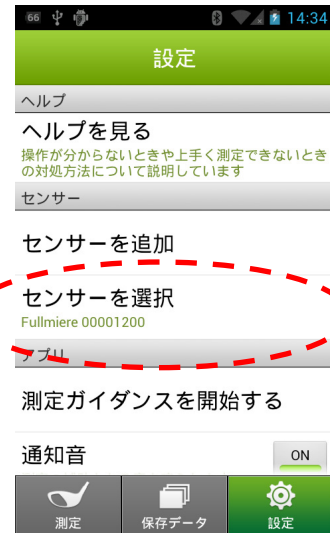 66 14:34
設定
ヘルプ
ヘルプを見る
操作が分からないときや上手く測定できないとき
の対処方法について説明しています
センサー
センサーを追加
センサーを選択
Fullmiere 00001200
アプリ
測定ガイダンスを開始する
通知音 ON
測定 保存データ 設定